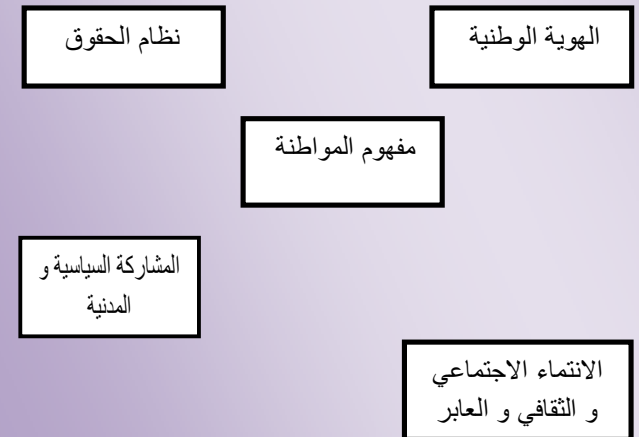 الهوية الوطنية
نظام الحقوق
مفهوم المواطنة
المشاركة السياسية و
المدنية
الانتماء الاجتماعي
و الثقافي و العابر